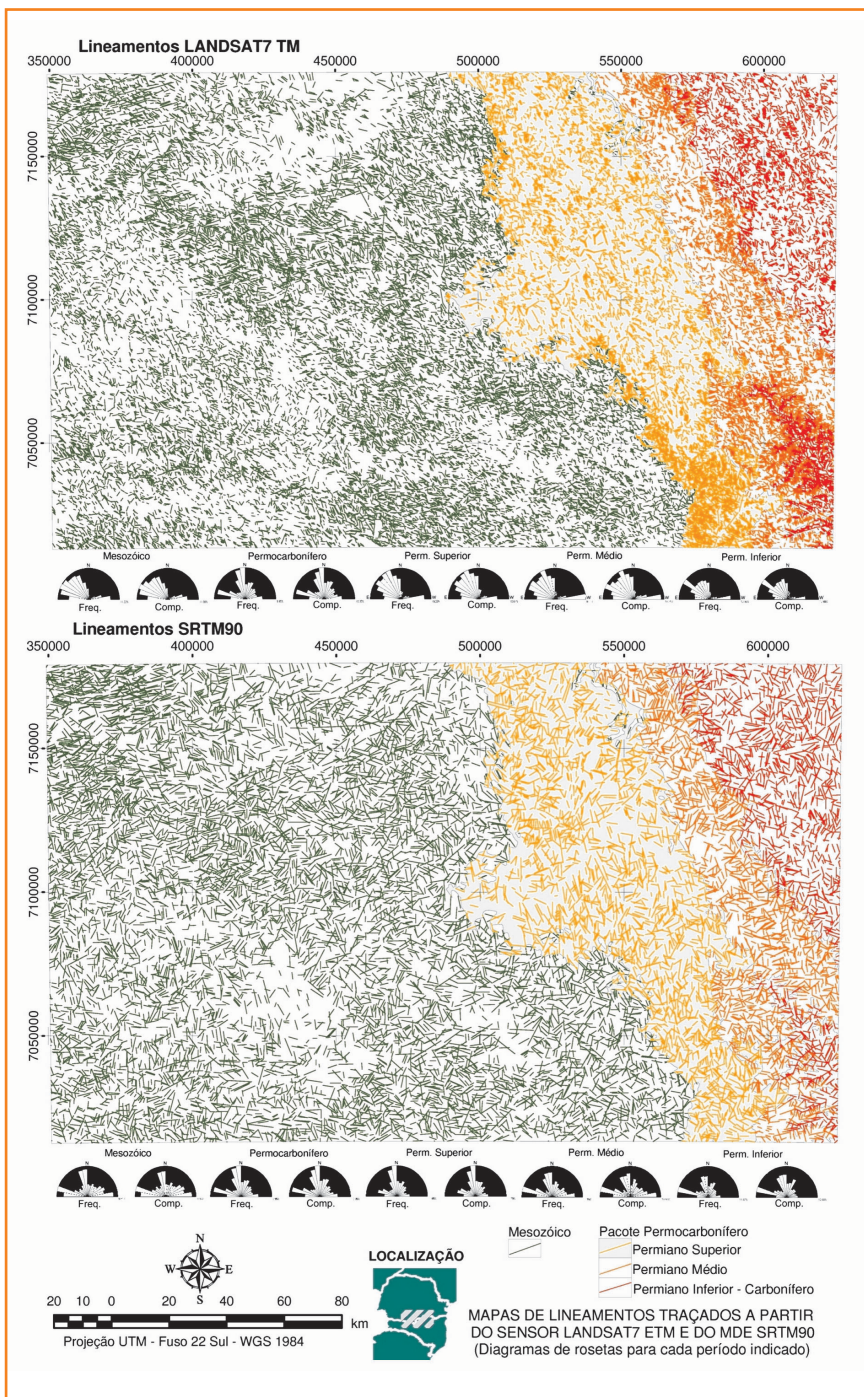 Lineamentos LANDSAT7 TM
350000 400000 450000 500000 550000 600000
7150000
7100000
7050000
Mesozóico Permocarbonífero Perm. Superior Perm. Médio Perm. Inferior
N N N N N N N N N N
E W E W E W E W E W E W
Freq. Comp. Freq. Comp. Freq. Comp. Freq. Comp. Freq. Comp.
Lineamentos SRTM90
350000 400000 450000 500000 550000 600000
7150000
7100000
7050000
Mesozóico Permocarbonífero Perm. Superior Perm. Médio Perm. Inferior
N N N N N N N N N N
Freq. Comp. Freq. Comp. Freq. Comp. Freq. Comp. Freq. Comp.
Mesozóico
Pacote Permocarbonífero
Permiano Superior
Permiano Médio
Permiano Inferior - Carbonífero
N
W E
S
LOCALIZAÇÃO
20 10 0 20 40 60 80
km
Projeção UTM - Fuso 22 Sul - WGS 1984
MAPAS DE LINEAMENTOS TRAÇADOS A PARTIR
DO SENSOR LANDSAT7 ETM E DO MDE SRTM90
(Diagramas de rosetas para cada período indicado)